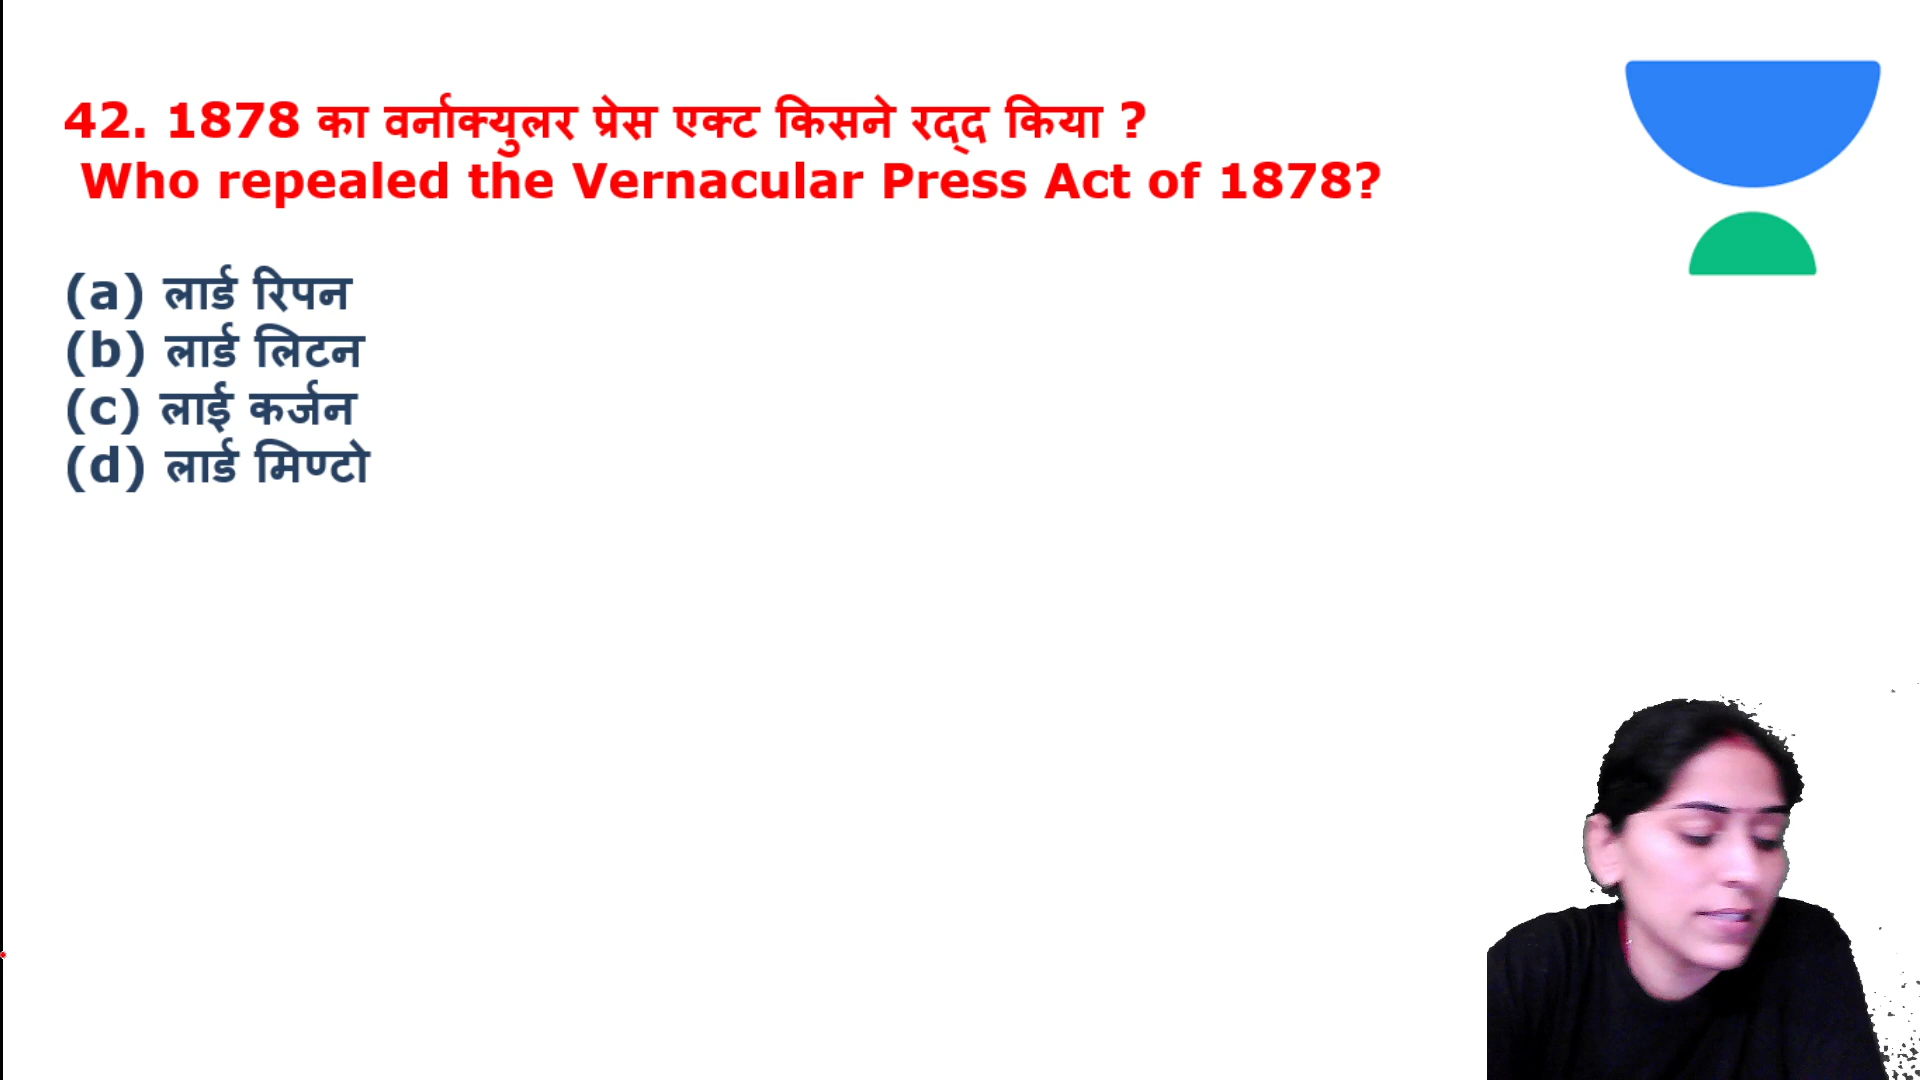 42. 1878 का वर्नाक्युलर प्रेस एक्ट किसने रद्द किया ?
Who repealed the Vernacular Press Act of 1878?
(a) लार्ड रिपन
(b) लार्ड लिटन
(c) लाई कर्जन
(d) लार्ड मिण्टो